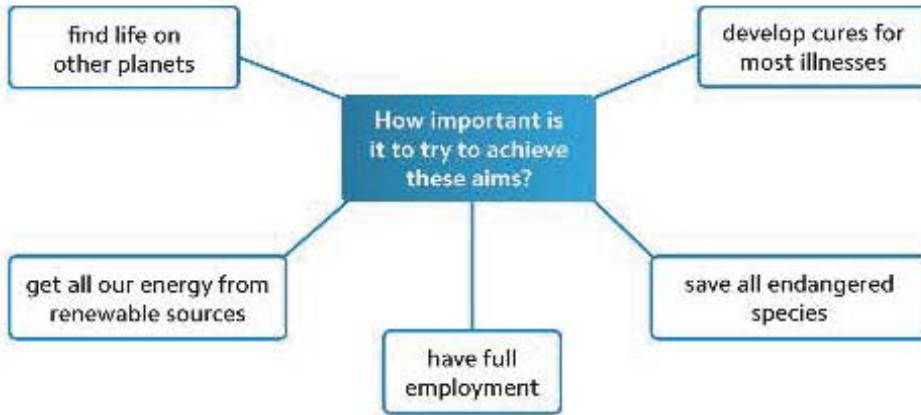 find life on
other planets
develop cures for
most illnesses
How important is
it to try to achieve
these aims?
get all our energy from
renewable sources
save all endangered
species
have full
employment